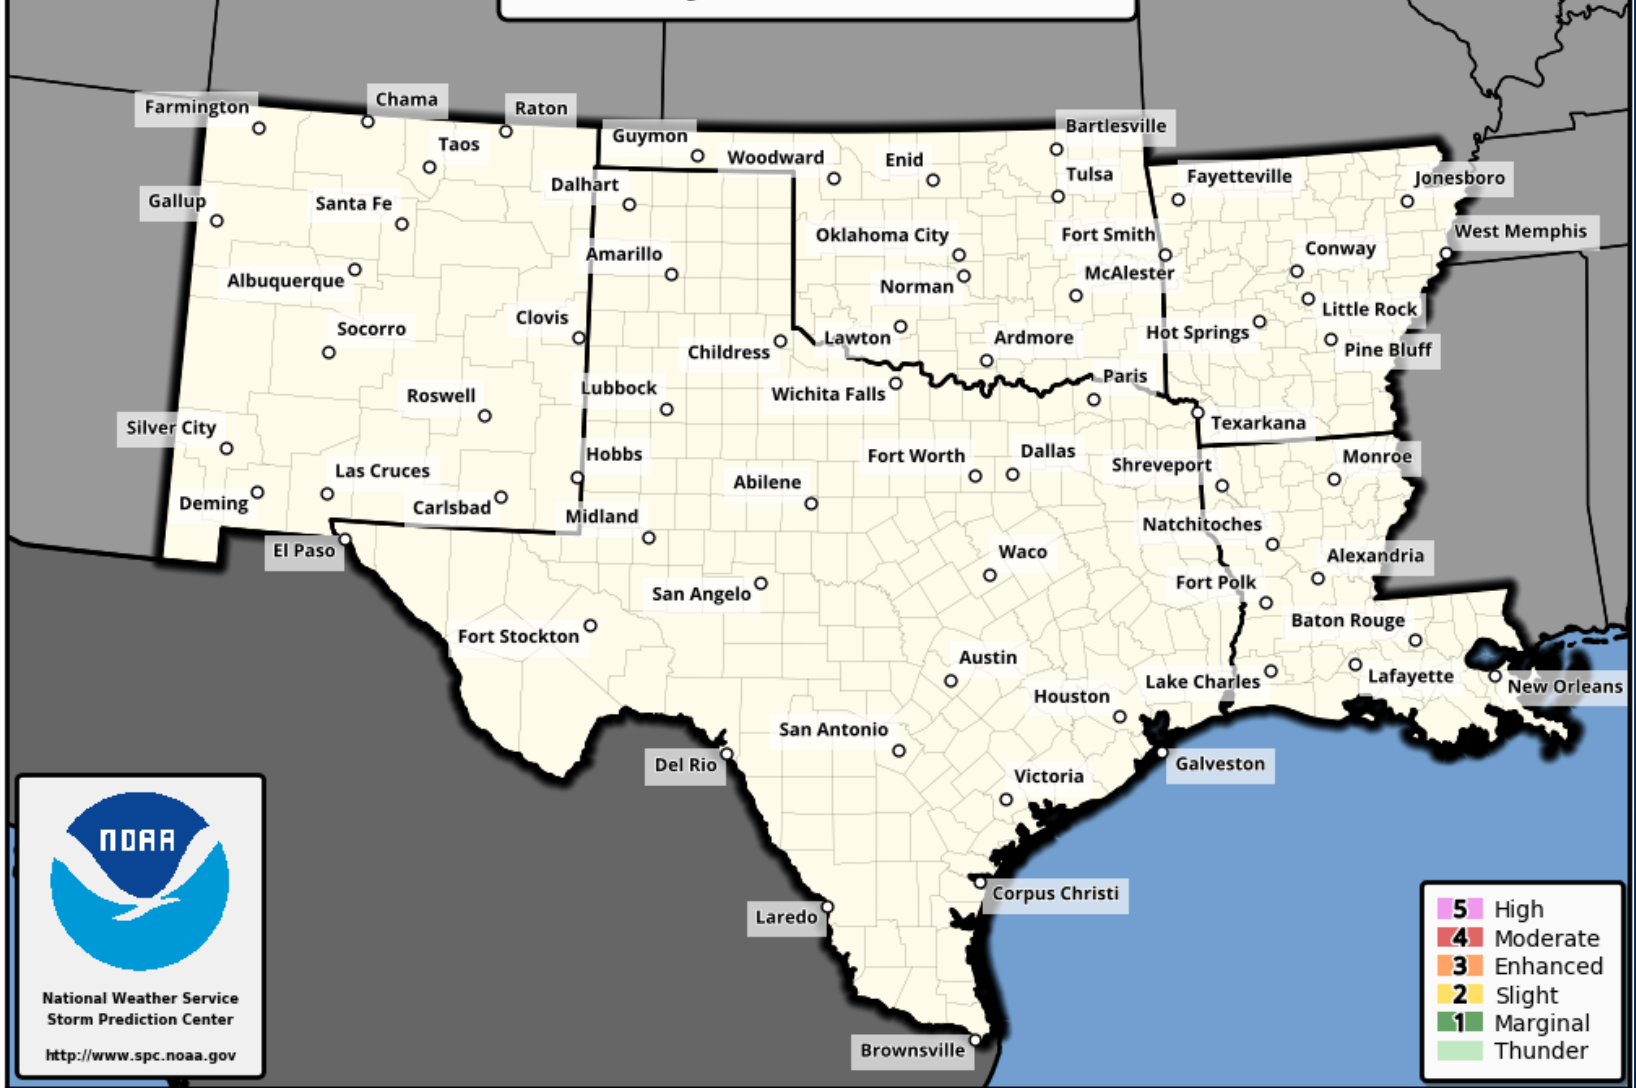 Farmington
Chama
Raton
Taos
Guymon
Woodward
Enid
Bartlesville
Tulsa
Fayetteville
Jonesboro
Gallup
Santa Fe
Dalhart
Oklahoma City
Fort Smith
West Memphis
Amarillo
Conway
Albuquerque
Norman
McAlester
Clovis
Socorro
Little Rock
Childress
Lawton
Ardmore
Hot Springs
Pine Bluff
Roswell
Lubbock
Wichita Falls
Paris
Silver City
Texarkana
Las Cruces
Hobbs
Fort Worth
Dallas
Shreveport
Monroe
Deming
Carlsbad
Abilene
Midland
Natchitoches
El Paso
Waco
Alexandria
San Angelo
Fort Polk
Fort Stockton
Baton Rouge
Austin
Lake Charles
Lafayette
New Orleans
Houston
San Antonio
Del Rio
Galveston
Victoria
Corpus Christi
Laredo
Brownsville
NOAA
National Weather Service
Storm Prediction Center
http://www.spc.noaa.gov
5 High
4 Moderate
3 Enhanced
2 Slight
1 Marginal
Thunder